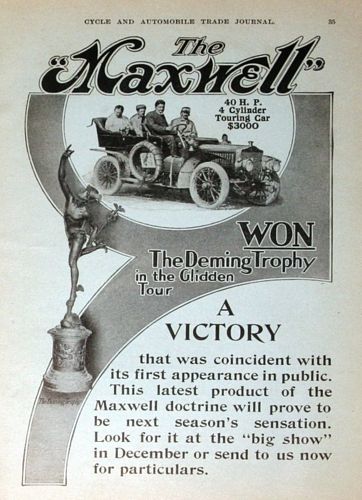 CYCLE AND AUTOMOBILE TRADE JOURNAL. 35
The
"Maxwell"
40 H. P.
4 Cylinder
Touring Car
$3000
WON
The Deming Trophy
in the Glidden
Tour
A
VICTORY
that was coincident with
its first appearance in public.
This latest product of the
Maxwell doctrine will prove to
be next season's sensation.
Look for it at the "big show"
in December or send to us now
for particulars.
The Deming Trophy